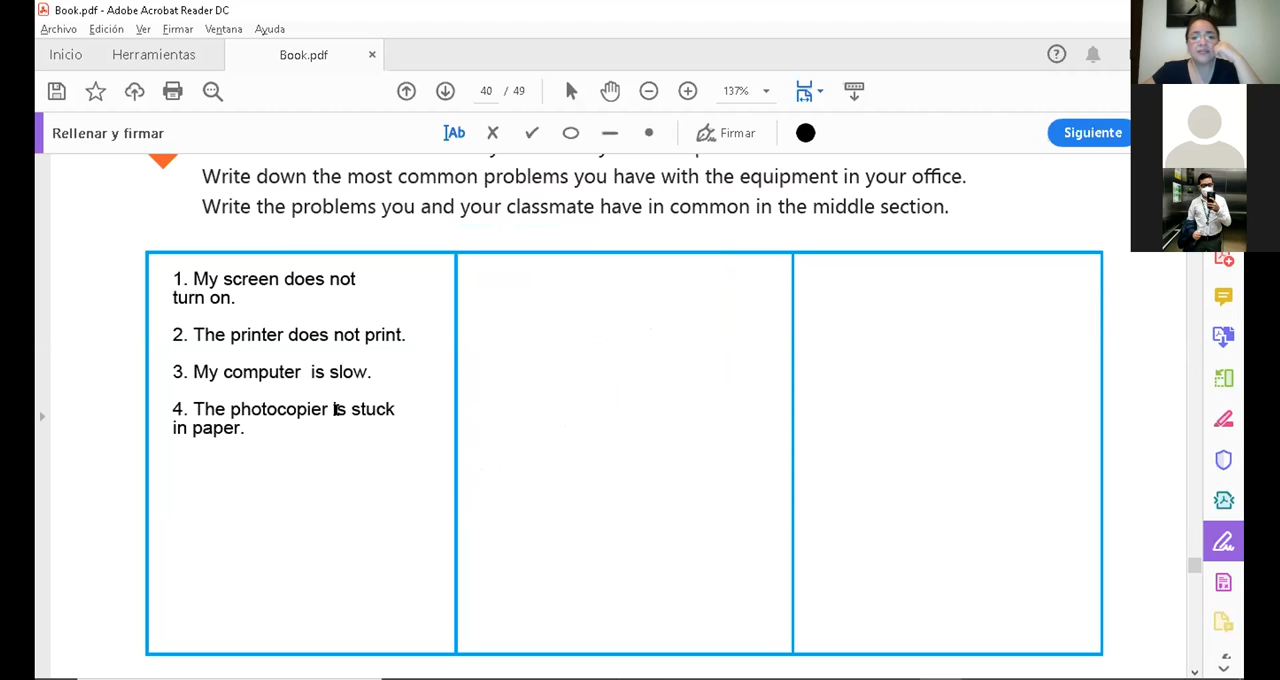 Book.pdf - Adobe Acrobat Reader DC
Archivo Edición Ver Firmar Ventana Ayuda
Inicio Herramientas Book.pdf ×
40 / 49 137%
Rellenar y firmar Ab Firmar Siguiente
Write down the most common problems you have with the equipment in your office.
Write the problems you and your classmate have in common in the middle section.
1. My screen does not
turn on.
2. The printer does not print.
3. My computer is slow.
4. The photocopier is stuck
in paper.